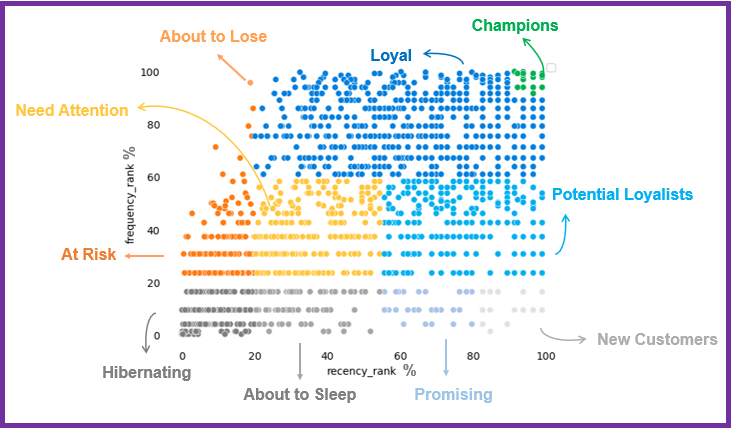 Champions
About to Lose
Loyal
Need Attention
Potential Loyalists
At Risk
New Customers
Hibernating
About to Sleep
Promising
frequency_rank %
100
80
60
40
20
0
0 20 40 60 80 100
recency_rank %